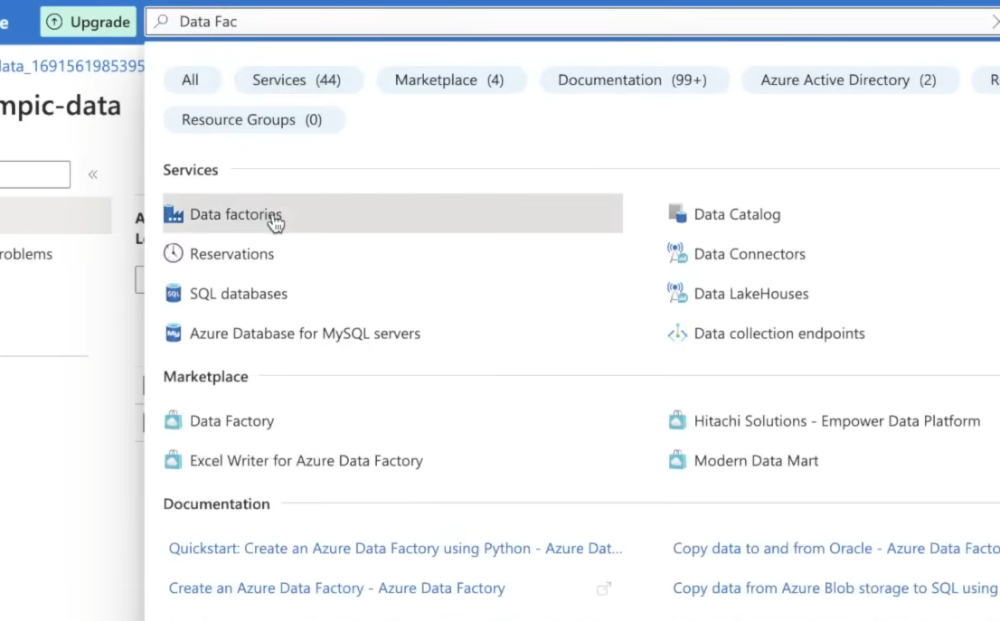 e
Upgrade
Data Fac
data_1691561985395
mpic-data
All
Services (44)
Marketplace (4)
Documentation (99+)
Azure Active Directory (2)
R
Resource Groups (0)
«
roblems
A
L
Services
Data factories
Data Catalog
Reservations
Data Connectors
SQL databases
Data LakeHouses
Azure Database for MySQL servers
Data collection endpoints
Marketplace
Data Factory
Hitachi Solutions - Empower Data Platform
Excel Writer for Azure Data Factory
Modern Data Mart
Documentation
Quickstart: Create an Azure Data Factory using Python - Azure Dat...
Copy data to and from Oracle - Azure Data Facto
Create an Azure Data Factory - Azure Data Factory
Copy data from Azure Blob storage to SQL using